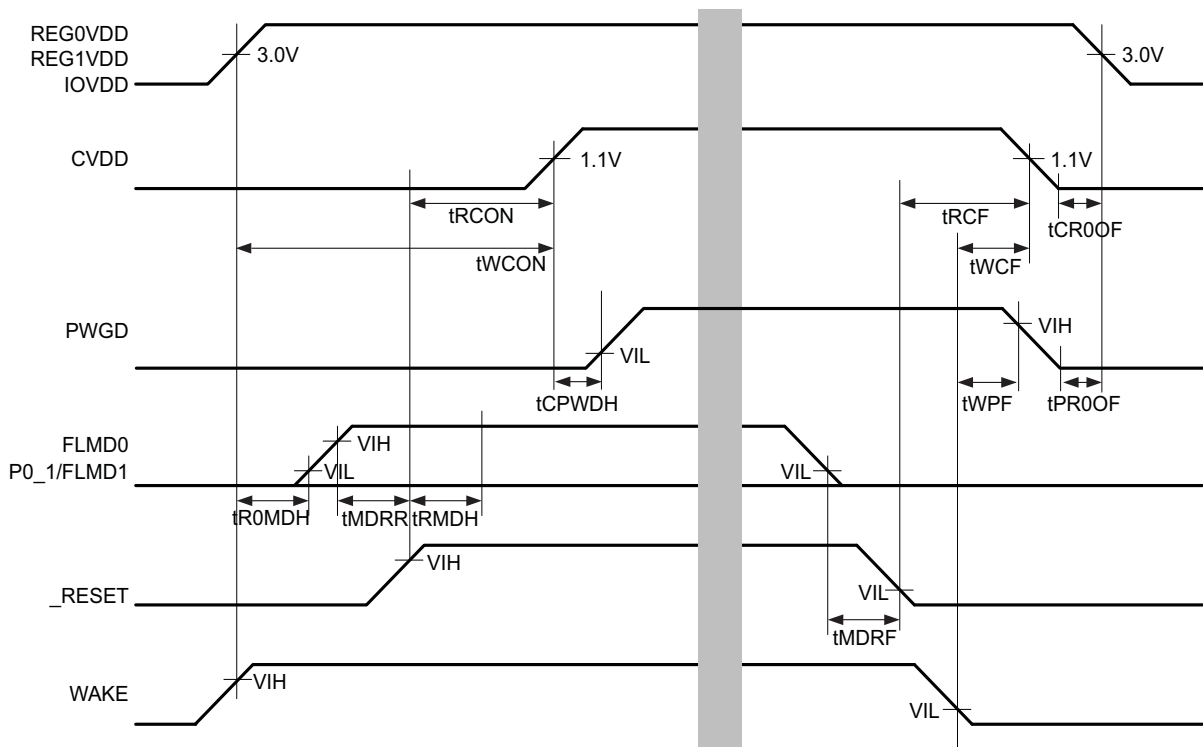 REG0VDD
REG1VDD
IOVDD
3.0V
3.0V
CVDD
1.1V
1.1V
tRCON
tRCF
tCR0OF
tWCON
tWCF
PWGD
VIL
VIH
tCPWDH
tWPF
tPR0OF
FLMD0
P0_1/FLMD1
VIH
VIL
VIL
tR0MDH
tMDRR
tRMDH
_RESET
VIH
VIL
tMDRF
WAKE
VIH
VIL